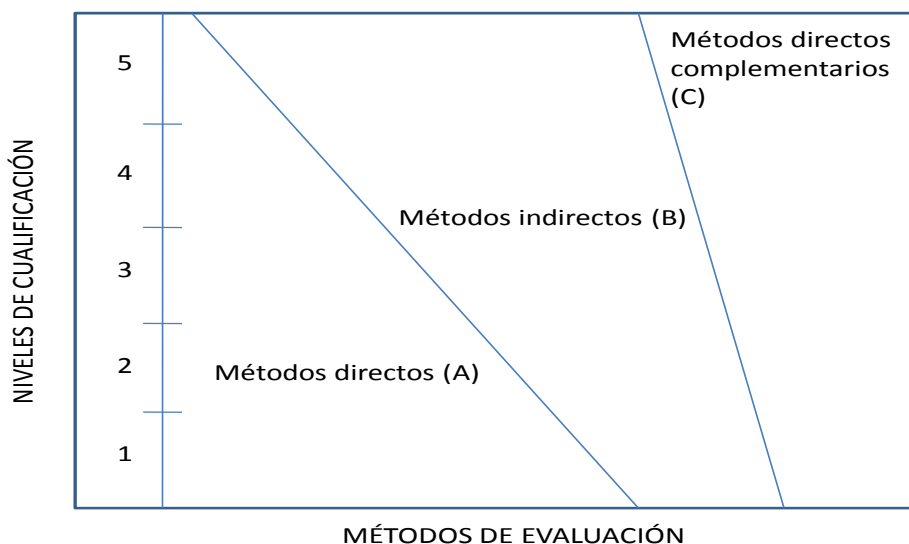 NIVELES DE CUALIFICACIÓN
5
4
3
2
1
Métodos directos
complementarios
(C)
Métodos indirectos (B)
Métodos directos (A)
MÉTODOS DE EVALUACIÓN